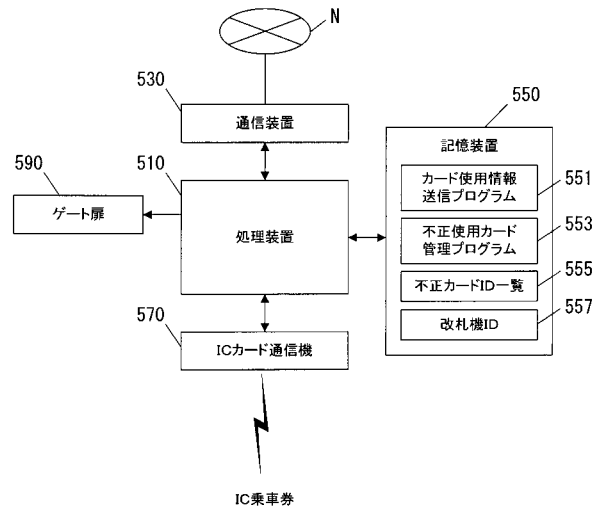 N
530
通信装置
550
記憶装置
590
510
551
ゲート扉
処理装置
カード使用情報
送信プログラム
553
不正使用カード
管理プログラム
555
不正カードID一覧
557
改札機ID
570
ICカード通信機
IC乗車券